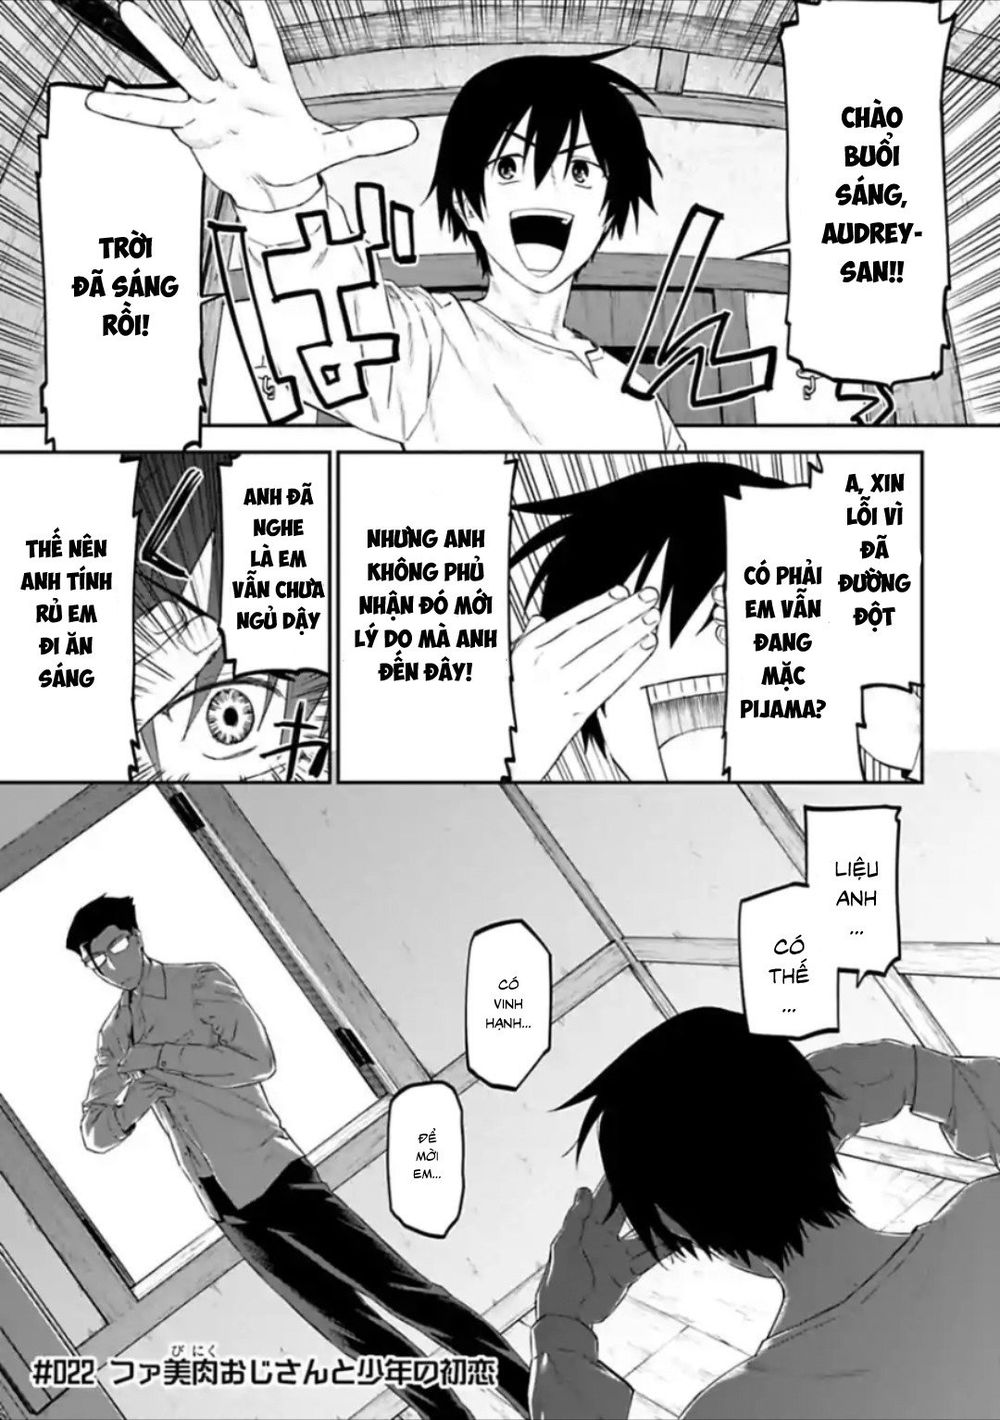 CHÀO
BUỔI
SÁNG,
AUDREY-
SAN!!
TRỜI
ĐÃ SÁNG
RỒI!
ばーん
A, XIN
LỖI VÌ
ĐÃ
ĐƯỜNG
ĐỘT
CÓ PHẢI
EM VẪN
ĐANG
MẶC
PIJAMA?
NHƯNG ANH
KHÔNG PHỦ
NHẬN ĐÓ MỚI
LÝ DO MÀ ANH
ĐẾN ĐÂY!
ANH ĐÃ
NGHE
LÀ EM
VẪN CHƯA
NGỦ DẬY
THẾ NÊN
ANH TÍNH
RỦ EM
ĐI ĂN
SÁNG
LIỆU
ANH
...
CÓ
THỂ
...
CÓ
VINH
HẠNH...
ĐỂ
MỜI
EM...
びにく
#022 ファ美肉おじさんと少年の初恋